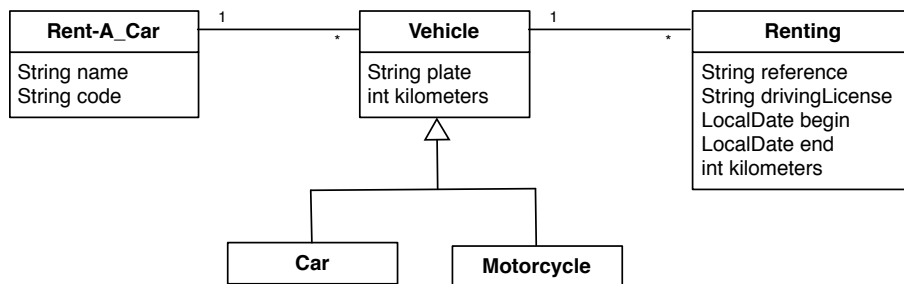 Rent-A_Car
String name
String code
1
*
Vehicle
String plate
int kilometers
1
*
Renting
String reference
String drivingLicense
LocalDate begin
LocalDate end
int kilometers
Car
Motorcycle